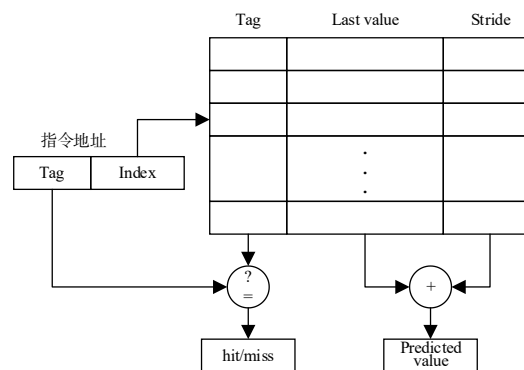 Tag Last value Stride
指令地址
Tag Index
?
=
+
hit/miss
Predicted
value